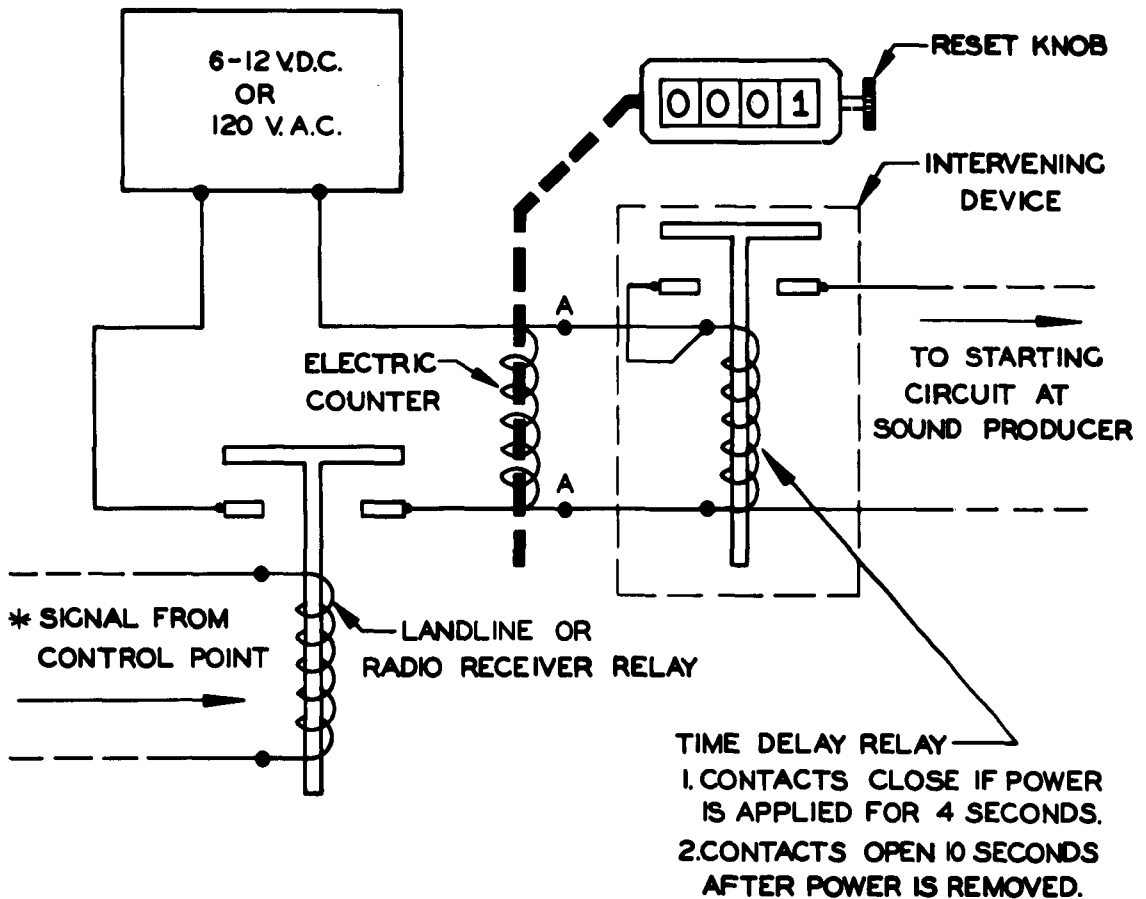 6-12 V.D.C.
OR
120 V.A.C.
RESET KNOB
0001
INTERVENING
DEVICE
A
ELECTRIC
COUNTER
TO STARTING
CIRCUIT AT
SOUND PRODUCER
A
* SIGNAL FROM
CONTROL POINT
LANDLINE OR
RADIO RECEIVER RELAY
TIME DELAY RELAY
1. CONTACTS CLOSE IF POWER
IS APPLIED FOR 4 SECONDS.
2. CONTACTS OPEN 10 SECONDS
AFTER POWER IS REMOVED.